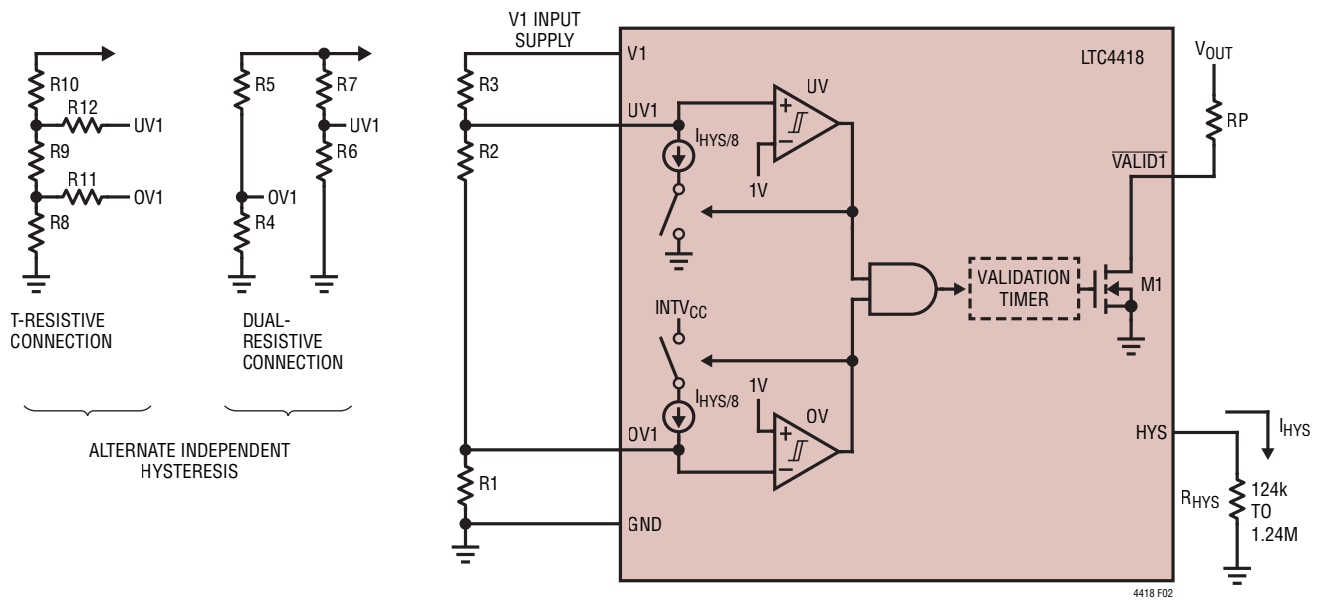 R10
R12
UV1
R9
R11
OV1
R8
T-RESISTIVE
CONNECTION
R5
R7
UV1
R6
OV1
R4
DUAL-
RESISTIVE
CONNECTION
ALTERNATE INDEPENDENT
HYSTERESIS
V1 INPUT
SUPPLY
R3
R2
R1
V1
UV1
OV1
GND
LTC4418
UV
+
−
IHYS/8
1V
INTVCC
IHYS/8
1V
OV
+
−
VALIDATION
TIMER
M1
VALID1
VOUT
RP
HYS
IHYS
RHYS
124k
TO
1.24M
4418 F02